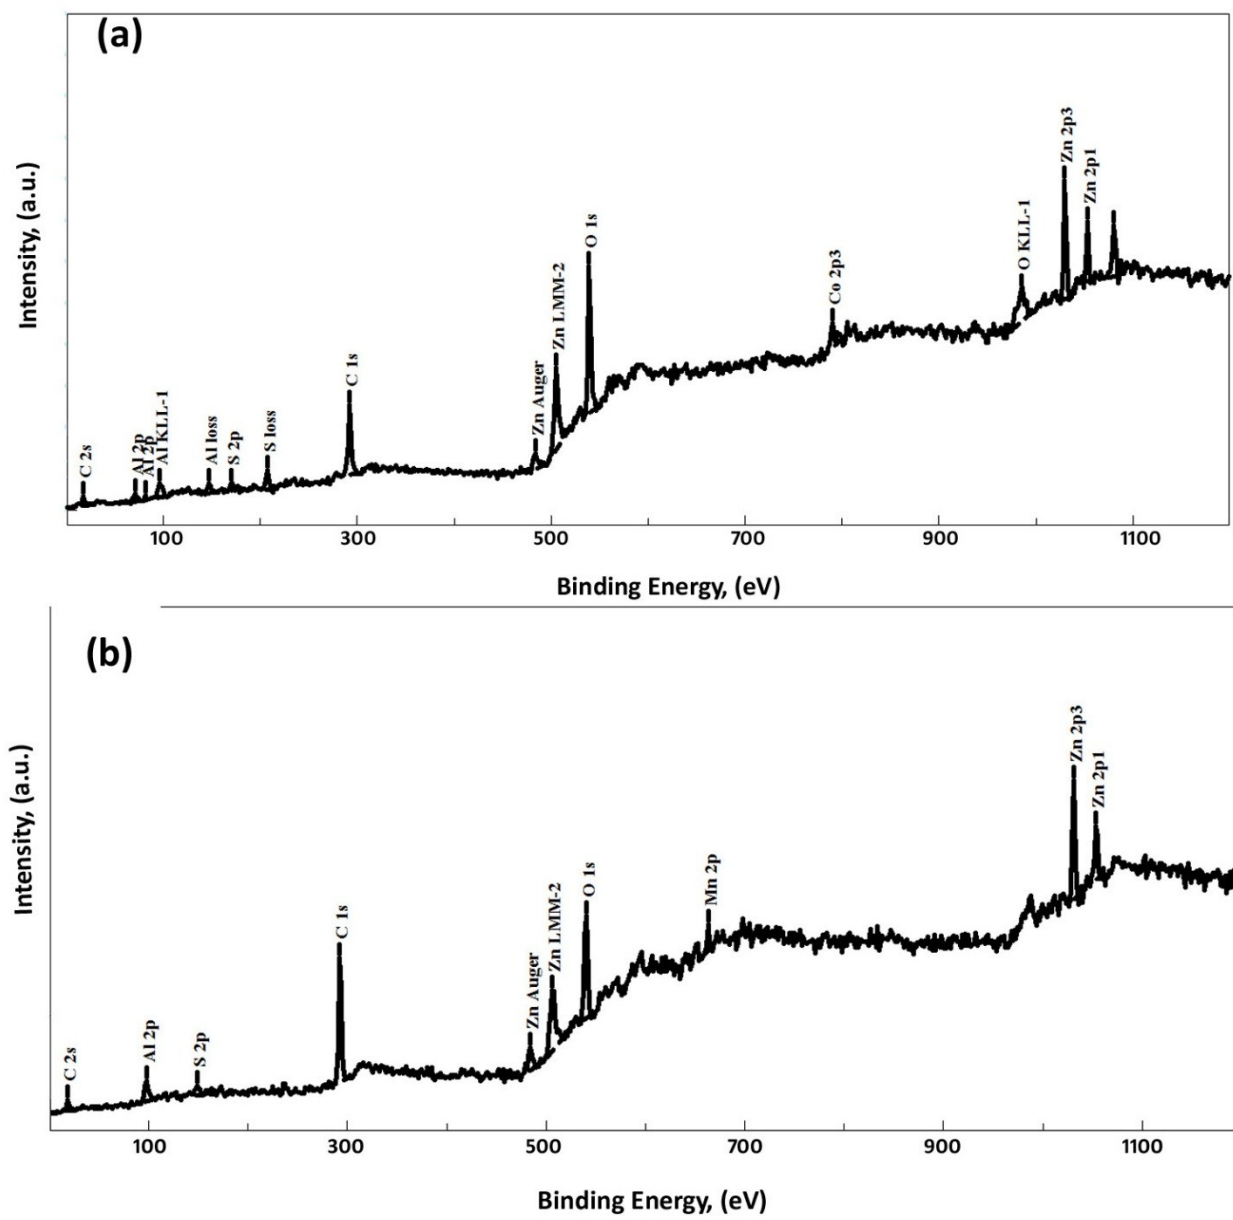 (a)
Intensity, (a.u.)
C 2s
Al 2p
Al 2p
Al KLL-1
Al loss
S 2p
S loss
C 1s
Zn Auger
Zn LMM-2
O 1s
Co 2p3
O KLL-1
Zn 2p3
Zn 2p1
100 300 500 700 900 1100
Binding Energy, (eV)
(b)
Intensity, (a.u.)
C 2s
Al 2p
S 2p
C 1s
Zn Auger
Zn LMM-2
O 1s
Mn 2p
Zn 2p3
Zn 2p1
100 300 500 700 900 1100
Binding Energy, (eV)